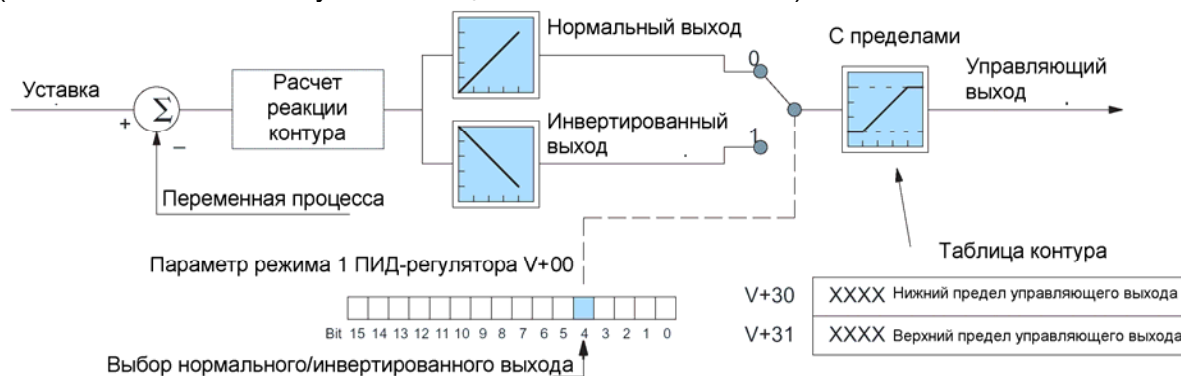 Нормальный выход
С пределами
Уставка
+
Σ
−
Расчет
реакции
контура
0
Управляющий
выход
Инвертированный
выход
1
Переменная процесса
Параметр режима 1 ПИД-регулятора V+00
Таблица контура
V+30 XXXX Нижний предел управляющего выхода
V+31 XXXX Верхний предел управляющего выхода
Bit 15 14 13 12 11 10 9 8 7 6 5 4 3 2 1 0
Выбор нормального/инвертированного выхода